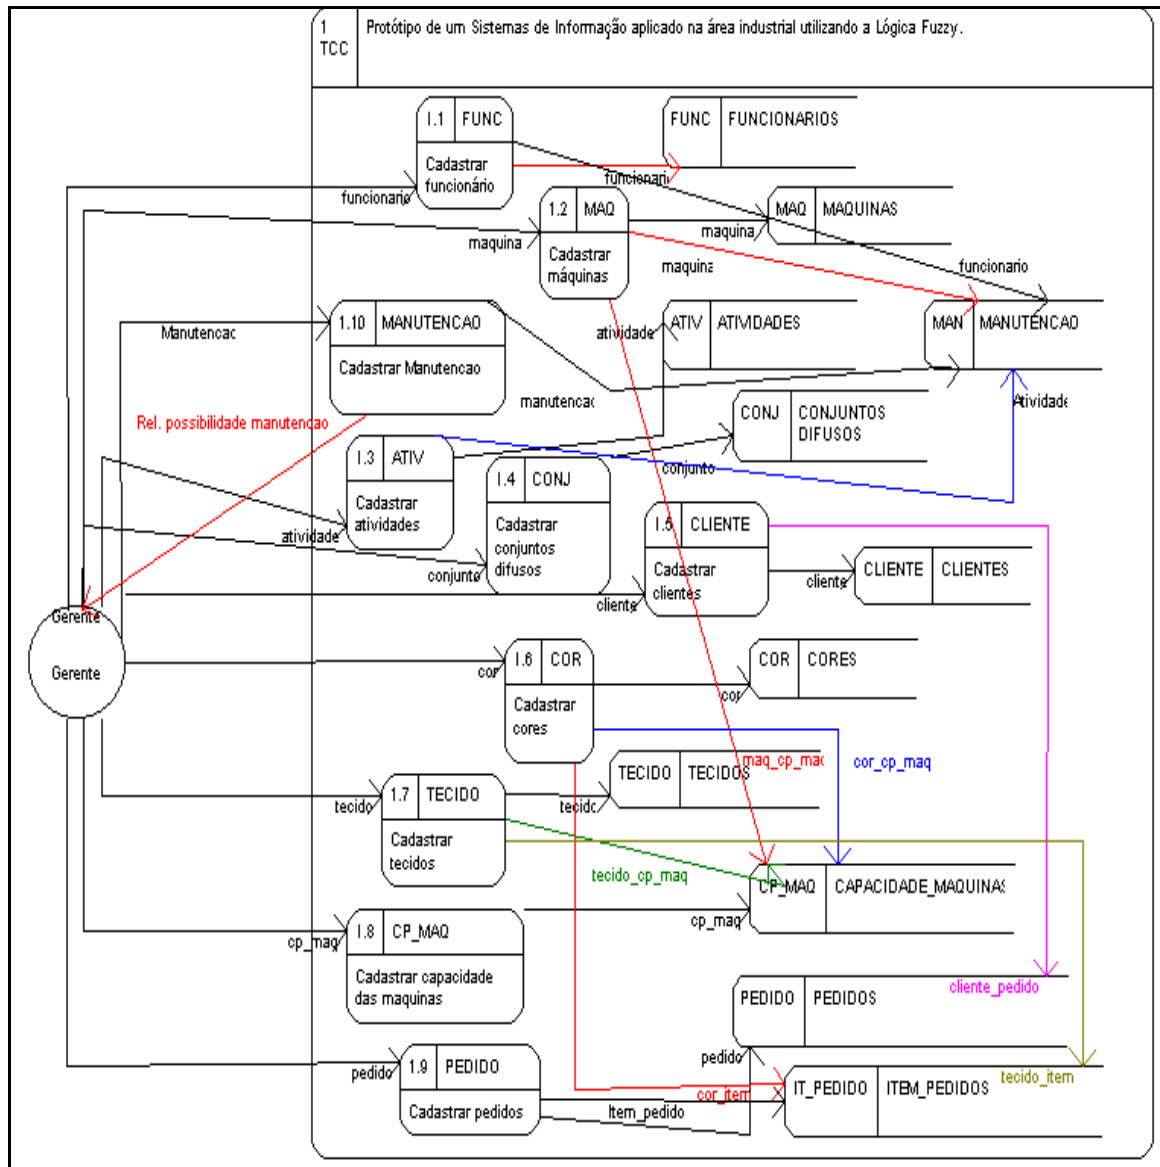 1
TCC
Protótipo de um Sistemas de Informação aplicado na área industrial utilizando a Lógica Fuzzy.
1.1 FUNC
Cadastrar
funcionário
FUNC FUNCIONARIOS
funcionari
funcionario
1.2 MAQ
Cadastrar
máquinas
MAQ MAQUINAS
maquina
maquina
maquina
funcionario
1.10 MANUTENCAO
Cadastrar Manutencao
Manutencao
atividade
ATIV ATIVIDADES
MAN MANUTENCAO
manutencao
Atividade
Rel. possibilidade manutencao
CONJ CONJUNTOS
DIFUSOS
1.3 ATIV
Cadastrar
atividades
atividade
1.4 CONJ
Cadastrar
conjuntos
difusos
conjunto
conjunto
1.5 CLIENTE
Cadastrar
clientes
cliente
cliente
CLIENTE CLIENTES
Gerente
Gerente
cor
1.6 COR
Cadastrar
cores
cor
COR CORES
maq_cp_maq
cor_cp_maq
TECIDO TECIDOS
tecido
1.7 TECIDO
Cadastrar
tecidos
tecido
tecido_cp_maq
CP_MAQ CAPACIDADE_MAQUINAS
cp_maq
cp_maq
1.8 CP_MAQ
Cadastrar capacidade
das maquinas
cliente_pedido
PEDIDO PEDIDOS
pedido
pedido
1.9 PEDIDO
Cadastrar pedidos
Item_pedido
cor_item
tecido_item
IT_PEDIDO ITEM_PEDIDOS